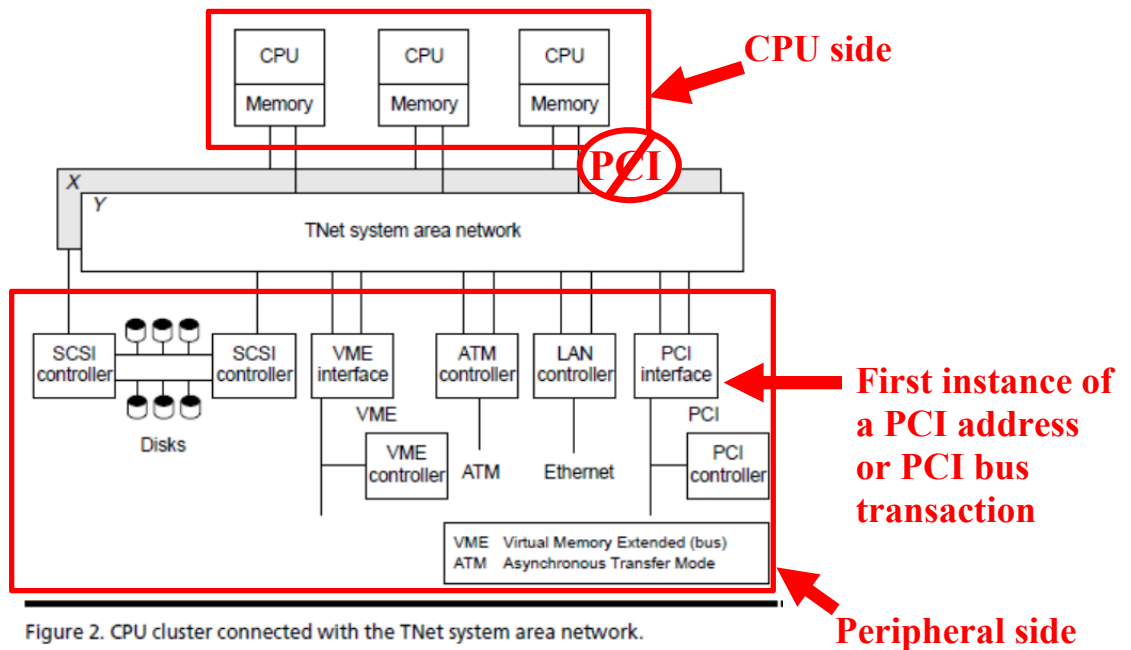 CPU side
CPU
CPU
CPU
Memory
Memory
Memory
PCI
X
Y
TNet system area network
SCSI
controller
SCSI
controller
VME
interface
ATM
controller
LAN
controller
PCI
interface
First instance of
a PCI address
or PCI bus
transaction
Disks
VME
VME
controller
ATM
Ethernet
PCI
PCI
controller
VME Virtual Memory Extended (bus)
ATM Asynchronous Transfer Mode
Figure 2. CPU cluster connected with the TNet system area network.
Peripheral side